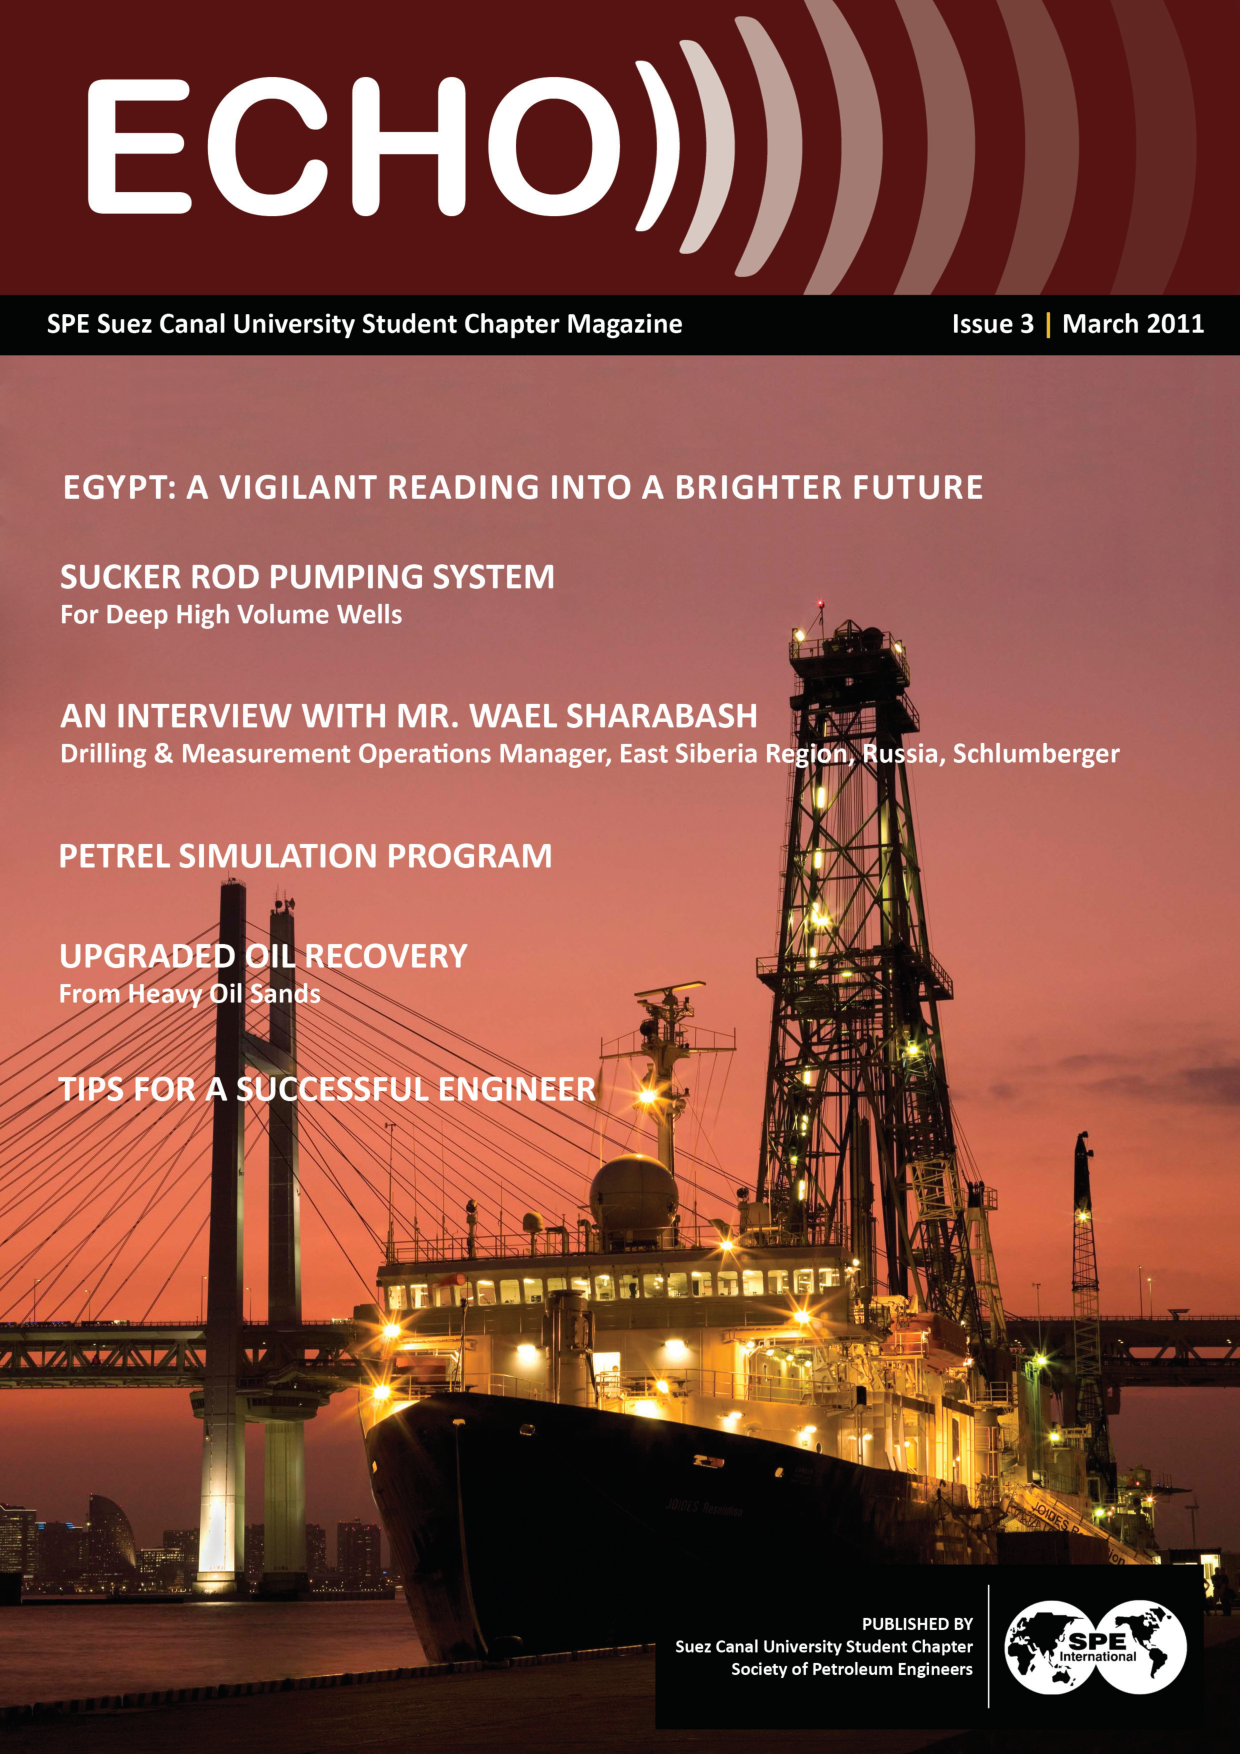 ECHO
SPE Suez Canal University Student Chapter Magazine
Issue 3 | March 2011
EGYPT: A VIGILANT READING INTO A BRIGHTER FUTURE
SUCKER ROD PUMPING SYSTEM
For Deep High Volume Wells
AN INTERVIEW WITH MR. WAEL SHARABASH
Drilling & Measurement Operations Manager, East Siberia Region, Russia, Schlumberger
PETREL SIMULATION PROGRAM
UPGRADED OIL RECOVERY
From Heavy Oil Sands
TIPS FOR A SUCCESSFUL ENGINEER
JOIDES Resolution
JOIDES
PUBLISHED BY
Suez Canal University Student Chapter
Society of Petroleum Engineers
SPE
International